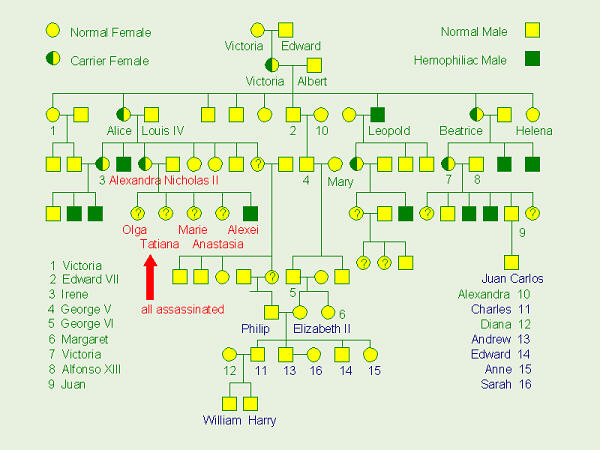 Normal Female
Normal Male
Victoria Edward
Carrier Female
Hemophiliac Male
Victoria Albert
1 Alice Louis IV 2 10 Leopold Beatrice Helena
? 
3 Alexandra Nicholas II 4 Mary 7 8
? ? ? ? ? ? ?
Olga Marie Alexei 9
Tatiana Anastasia
? ?
? 
5 6
Juan Carlos
all assassinated
Philip Elizabeth II
1 Victoria
2 Edward VII
3 Irene
4 George V
5 George VI
6 Margaret
7 Victoria
8 Alfonso XIII
9 Juan
Alexandra 10
Charles 11
Diana 12
Andrew 13
Edward 14
Anne 15
Sarah 16
12 11 13 16 14 15
William Harry